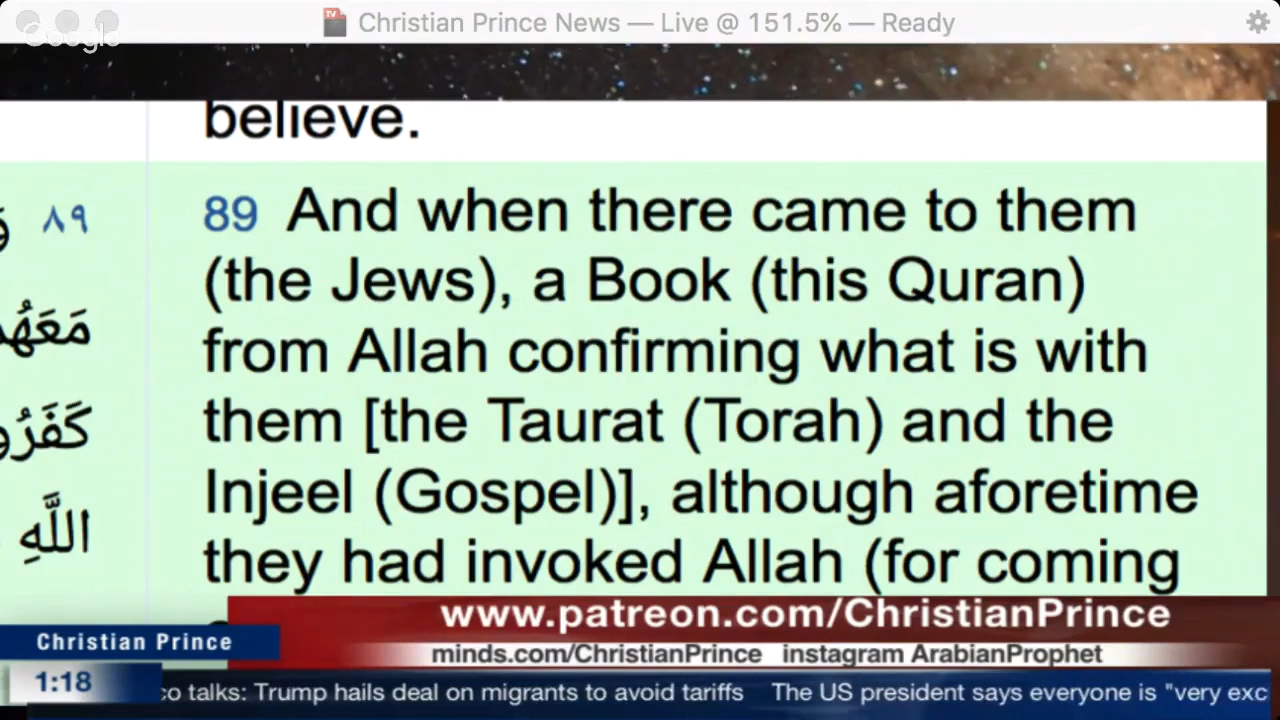 Christian Prince News — Live @ 151.5% — Ready
Google
believe.
89 And when there came to them
(the Jews), a Book (this Quran)
from Allah confirming what is with
them [the Taurat (Torah) and the
Injeel (Gospel)], although aforetime
they had invoked Allah (for coming
٨٩
اللَّهِ
www.patreon.com/ChristianPrince
minds.com/ChristianPrince instagram ArabianProphet
Christian Prince
1:18
co talks: Trump hails deal on migrants to avoid tariffs The US president says everyone is "very exc